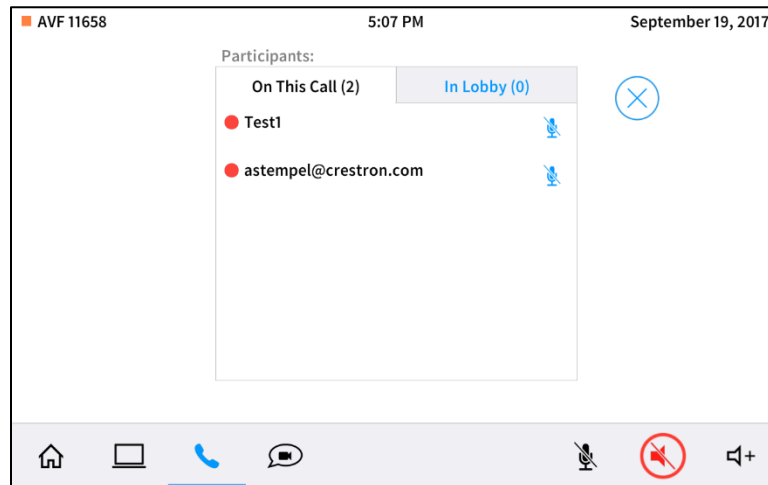 AVF 11658 5:07 PM September 19, 2017
Participants:
On This Call (2) In Lobby (0)
Test1
astempel@crestron.com